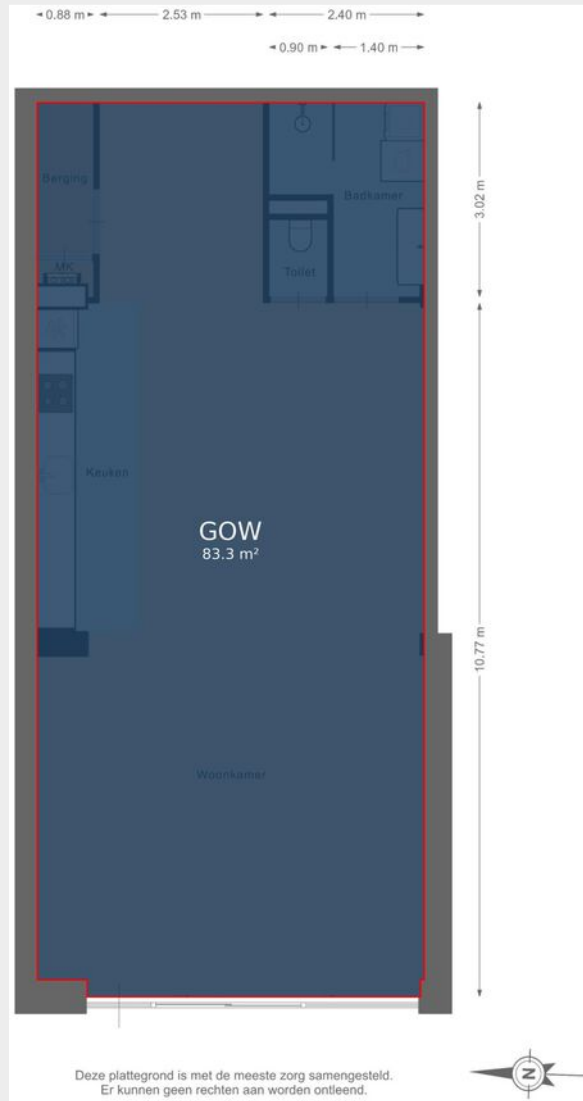 0.88 m
2.53 m
2.40 m
0.90 m
1.40 m
Berging
Badkamer
3.02 m
MK
Toilet
Keuken
GOW
83.3 m²
10.77 m
Woonkamer
Deze plattegrond is met de meeste zorg samengesteld.
Er kunnen geen rechten aan worden ontleend.
N